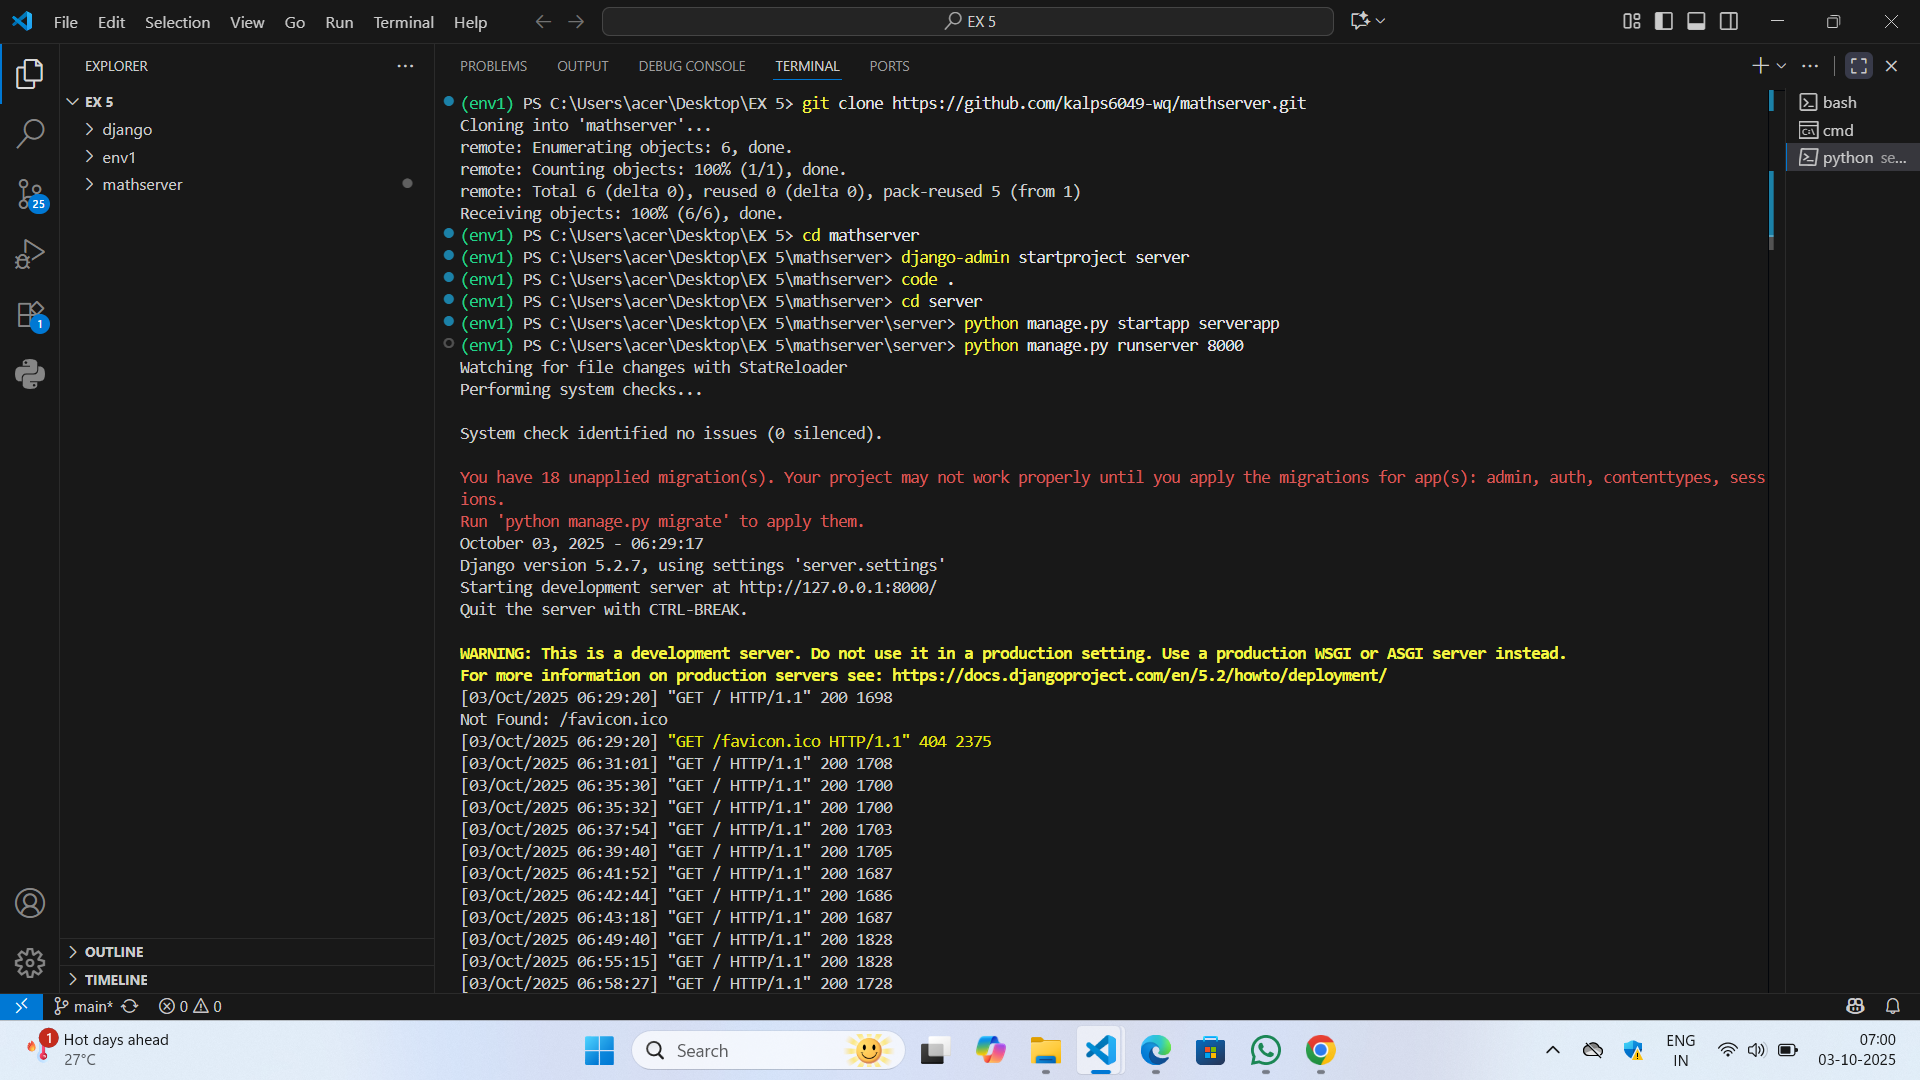 File Edit Selection View Go Run Terminal Help
EX 5
EXPLORER
EX 5
django
env1
mathserver
25
1
OUTLINE
TIMELINE
PROBLEMS OUTPUT DEBUG CONSOLE TERMINAL PORTS
(env1) PS C:\Users\acer\Desktop\EX 5> git clone https://github.com/kalps6049-wq/mathserver.git
Cloning into 'mathserver'...
remote: Enumerating objects: 6, done.
remote: Counting objects: 100% (1/1), done.
remote: Total 6 (delta 0), reused 0 (delta 0), pack-reused 5 (from 1)
Receiving objects: 100% (6/6), done.
(env1) PS C:\Users\acer\Desktop\EX 5> cd mathserver
(env1) PS C:\Users\acer\Desktop\EX 5\mathserver> django-admin startproject server
(env1) PS C:\Users\acer\Desktop\EX 5\mathserver> code .
(env1) PS C:\Users\acer\Desktop\EX 5\mathserver> cd server
(env1) PS C:\Users\acer\Desktop\EX 5\mathserver\server> python manage.py startapp serverapp
(env1) PS C:\Users\acer\Desktop\EX 5\mathserver\server> python manage.py runserver 8000
Watching for file changes with StatReloader
Performing system checks...
System check identified no issues (0 silenced).
You have 18 unapplied migration(s). Your project may not work properly until you apply the migrations for app(s): admin, auth, contenttypes, sess
ions.
Run 'python manage.py migrate' to apply them.
October 03, 2025 - 06:29:17
Django version 5.2.7, using settings 'server.settings'
Starting development server at http://127.0.0.1:8000/
Quit the server with CTRL-BREAK.
WARNING: This is a development server. Do not use it in a production setting. Use a production WSGI or ASGI server instead.
For more information on production servers see: https://docs.djangoproject.com/en/5.2/howto/deployment/
[03/Oct/2025 06:29:20] "GET / HTTP/1.1" 200 1698
Not Found: /favicon.ico
[03/Oct/2025 06:29:20] "GET /favicon.ico HTTP/1.1" 404 2375
[03/Oct/2025 06:31:01] "GET / HTTP/1.1" 200 1708
[03/Oct/2025 06:35:30] "GET / HTTP/1.1" 200 1700
[03/Oct/2025 06:35:32] "GET / HTTP/1.1" 200 1700
[03/Oct/2025 06:37:54] "GET / HTTP/1.1" 200 1703
[03/Oct/2025 06:39:40] "GET / HTTP/1.1" 200 1705
[03/Oct/2025 06:41:52] "GET / HTTP/1.1" 200 1687
[03/Oct/2025 06:42:44] "GET / HTTP/1.1" 200 1686
[03/Oct/2025 06:43:18] "GET / HTTP/1.1" 200 1687
[03/Oct/2025 06:49:40] "GET / HTTP/1.1" 200 1828
[03/Oct/2025 06:55:15] "GET / HTTP/1.1" 200 1828
[03/Oct/2025 06:58:27] "GET / HTTP/1.1" 200 1728
bash
cmd
python se...
main* 0 0
1
Hot days ahead
27°C
Search
ENG
IN
07:00
03-10-2025